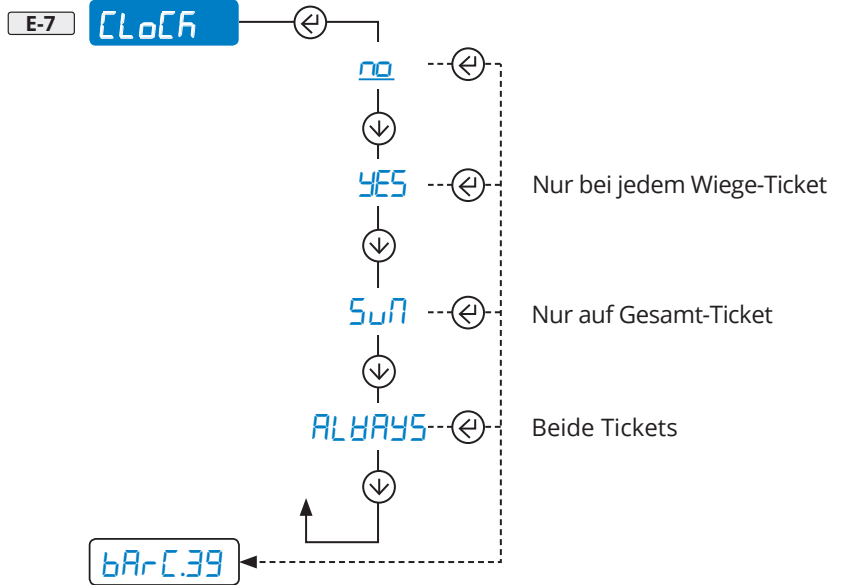 E-7 CLoCk
no
YES Nur bei jedem Wiege-Ticket
SuM Nur auf Gesamt-Ticket
ALWAYS Beide Tickets
bArC.39